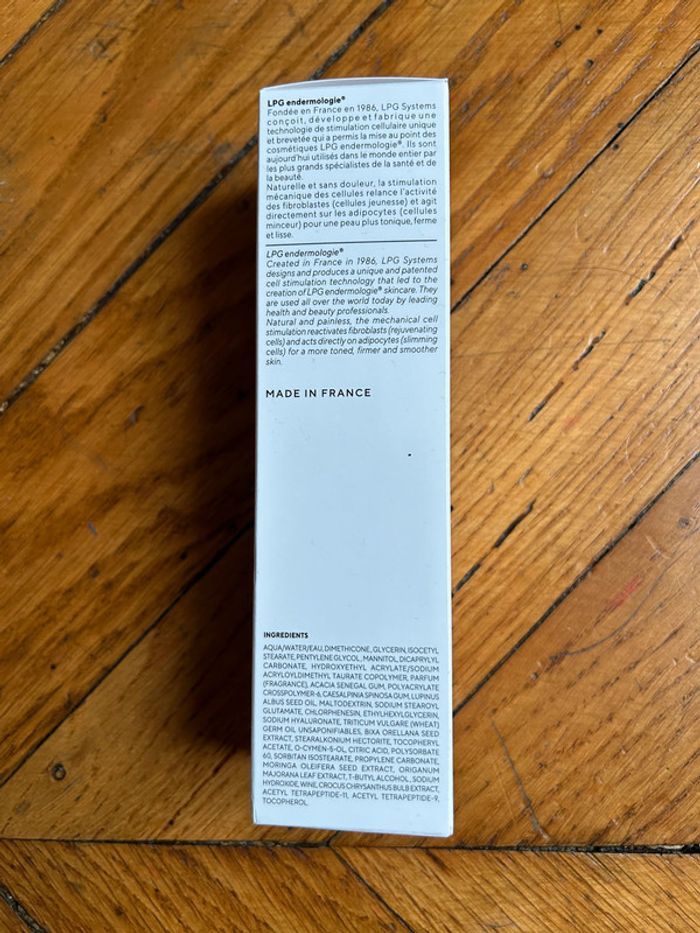 LPG endermologie®
Fondée en France en 1986, LPG Systems
conçoit, développe et fabrique une
technologie de stimulation cellulaire unique
et brevetée qui a permis la mise au point des
cosmétiques LPG endermologie®. Ils sont
aujourd'hui utilisés dans le monde entier par
les plus grands spécialistes de la santé et de
la beauté.
Naturelle et sans douleur, la stimulation
mécanique des cellules relance l'activité
des fibroblastes (cellules jeunesse) et agit
directement sur les adipocytes (cellules
minceur) pour une peau plus tonique, ferme
et lisse.
LPG endermologie®
Created in France in 1986, LPG Systems
designs and produces a unique and patented
cell stimulation technology that led to the
creation of LPG endermologie® skincare. They
are used all over the world today by leading
health and beauty professionals.
Natural and painless, the mechanical cell
stimulation reactivates fibroblasts (rejuvenating
cells) and acts directly on adipocytes (slimming
cells) for a more toned, firmer and smoother
skin.
MADE IN FRANCE
INGREDIENTS
AQUA/WATER/EAU, DIMETHICONE, GLYCERIN, ISOCETYL
STEARATE, PENTYLENE GLYCOL, MANNITOL, DICAPRYLYL
CARBONATE, HYDROXYETHYL ACRYLATE/SODIUM
ACRYLOYLDIMETHYL TAURATE COPOLYMER, PARFUM
(FRAGRANCE), ACACIA SENEGAL GUM, POLYACRYLATE
CROSSPOLYMER-6, CAESALPINIA SPINOSA GUM, LUPINUS
ALBUS SEED OIL, MALTODEXTRIN, SODIUM STEAROYL
GLUTAMATE, CHLORPHENESIN, ETHYLHEXYLGLYCERIN,
SODIUM HYALURONATE, TRITICUM VULGARE (WHEAT)
GERM OIL UNSAPONIFIABLES, BIXA ORELLANA SEED
EXTRACT, STEARALKONIUM HECTORITE, TOCOPHERYL
ACETATE, O-CYMEN-5-OL, CITRIC ACID, POLYSORBATE
60, SORBITAN ISOSTEARATE, PROPYLENE CARBONATE,
MORINGA OLEIFERA SEED EXTRACT, ORIGANUM
MAJORANA LEAF EXTRACT, T-BUTYL ALCOHOL, SODIUM
HYDROXIDE, WINE, CROCUS CHRYSANTHUS BULB EXTRACT,
ACETYL TETRAPEPTIDE-11, ACETYL TETRAPEPTIDE-9,
TOCOPHEROL.